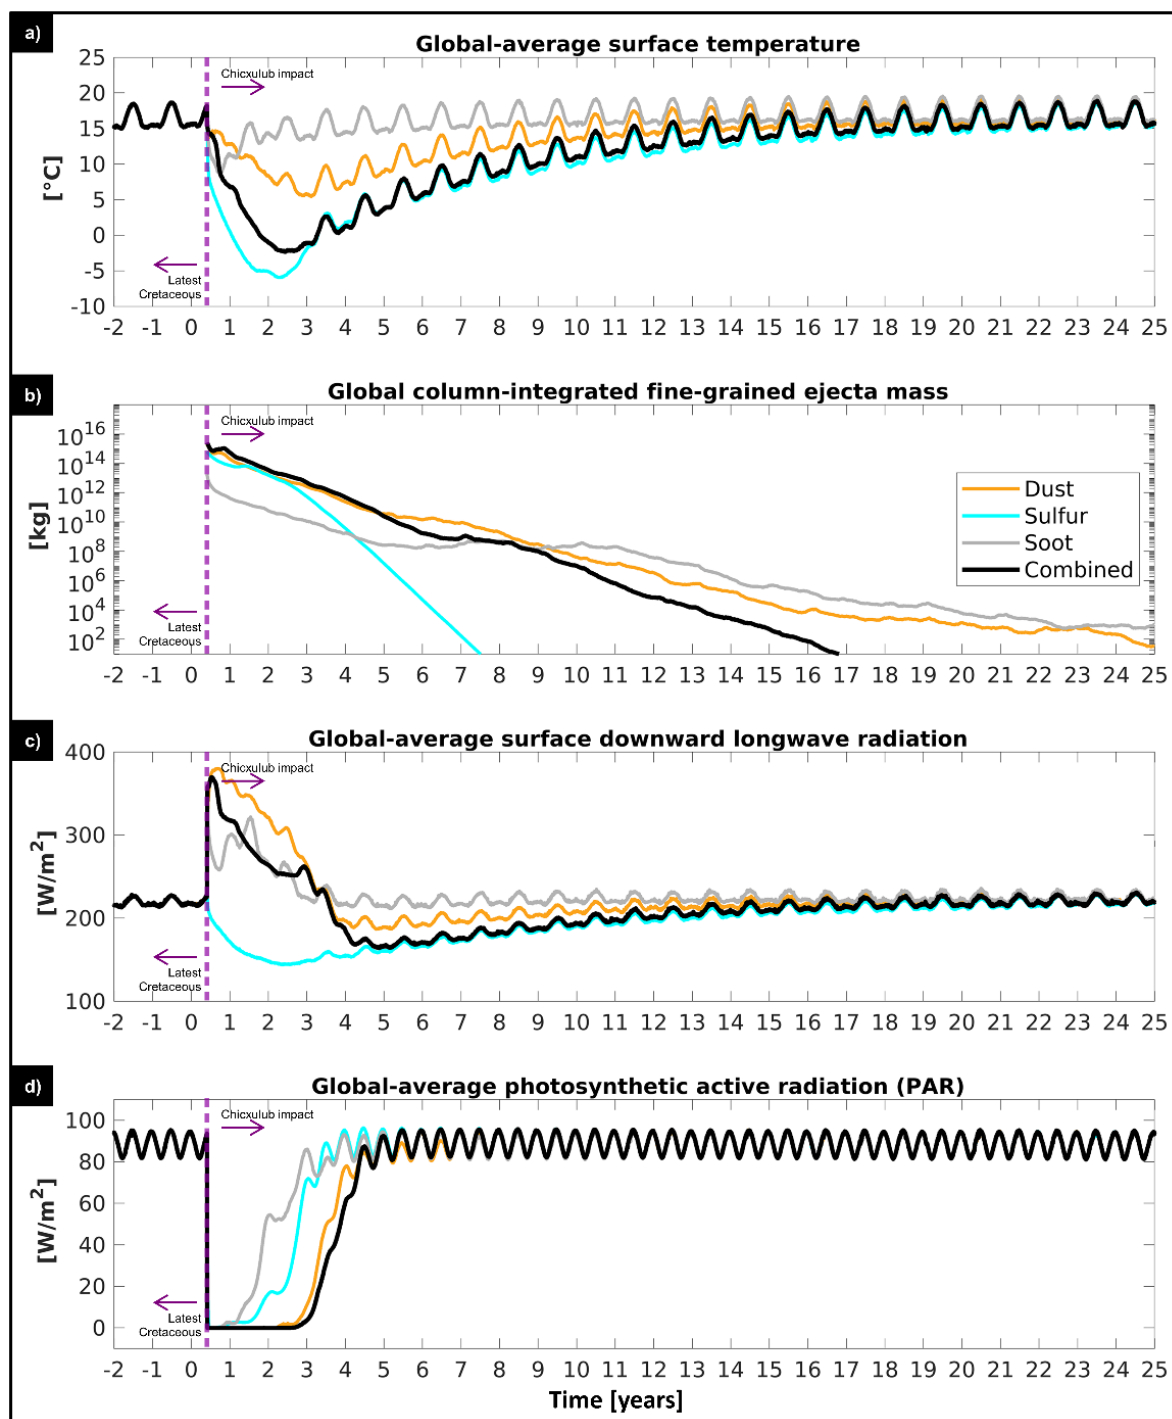 a)
Global-average surface temperature
Chicxulub impact
25
20
15
10
5
0
-5
-10
[°C]
Latest
Cretaceous
-2 -1 0 1 2 3 4 5 6 7 8 9 10 11 12 13 14 15 16 17 18 19 20 21 22 23 24 25
b)
Global column-integrated fine-grained ejecta mass
Chicxulub impact
10^16
10^14
10^12
10^10
10^8
10^6
10^4
10^2
[kg]
Dust
Sulfur
Soot
Combined
Latest
Cretaceous
-2 -1 0 1 2 3 4 5 6 7 8 9 10 11 12 13 14 15 16 17 18 19 20 21 22 23 24 25
c)
Global-average surface downward longwave radiation
Chicxulub impact
400
300
200
100
[W/m²]
Latest
Cretaceous
-2 -1 0 1 2 3 4 5 6 7 8 9 10 11 12 13 14 15 16 17 18 19 20 21 22 23 24 25
d)
Global-average photosynthetic active radiation (PAR)
Chicxulub impact
100
80
60
40
20
0
[W/m²]
Latest
Cretaceous
-2 -1 0 1 2 3 4 5 6 7 8 9 10 11 12 13 14 15 16 17 18 19 20 21 22 23 24 25
Time [years]